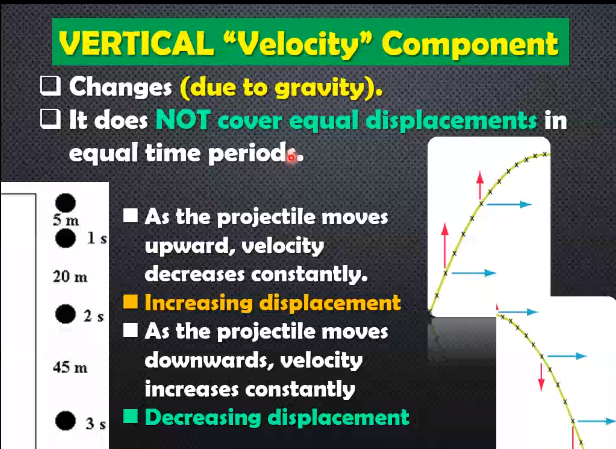 VERTICAL “Velocity” Component
Changes (due to gravity).
It does NOT cover equal displacements in
equal time periods.
5 m
1 s
20 m
2 s
45 m
3 s
As the projectile moves
upward, velocity
decreases constantly.
Increasing displacement
As the projectile moves
downwards, velocity
increases constantly
Decreasing displacement